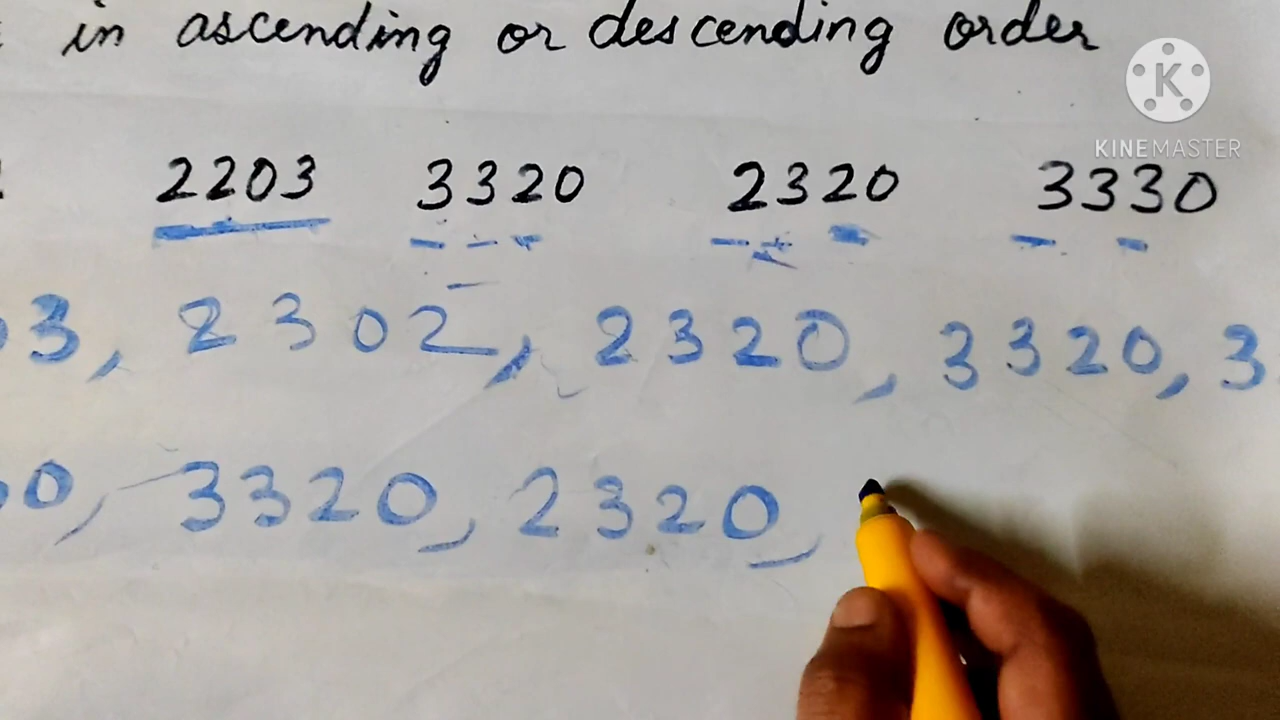 in ascending or descending order
K
KINEMASTER
2203 3320 2320 3330
3, 2302, 2320, 3320, 3
0, 3320, 2320,